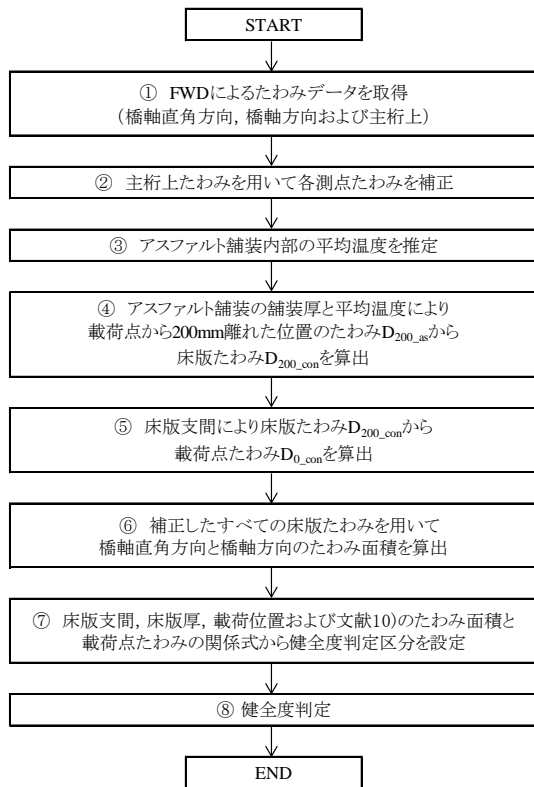 START
① FWDによるたわみデータを取得
（橋軸直角方向，橋軸方向および主桁上）
② 主桁上たわみを用いて各測点たわみを補正
③ アスファルト舗装内部の平均温度を推定
④ アスファルト舗装の舗装厚と平均温度により
載荷点から200mm離れた位置のたわみD200_asから
床版たわみD200_conを算出
⑤ 床版支間により床版たわみD200_conから
載荷点たわみD0_conを算出
⑥ 補正したすべての床版たわみを用いて
橋軸直角方向と橋軸方向のたわみ面積を算出
⑦ 床版支間，床版厚，載荷位置および文献10)のたわみ面積と
載荷点たわみの関係式から健全度判定区分を設定
⑧ 健全度判定
END